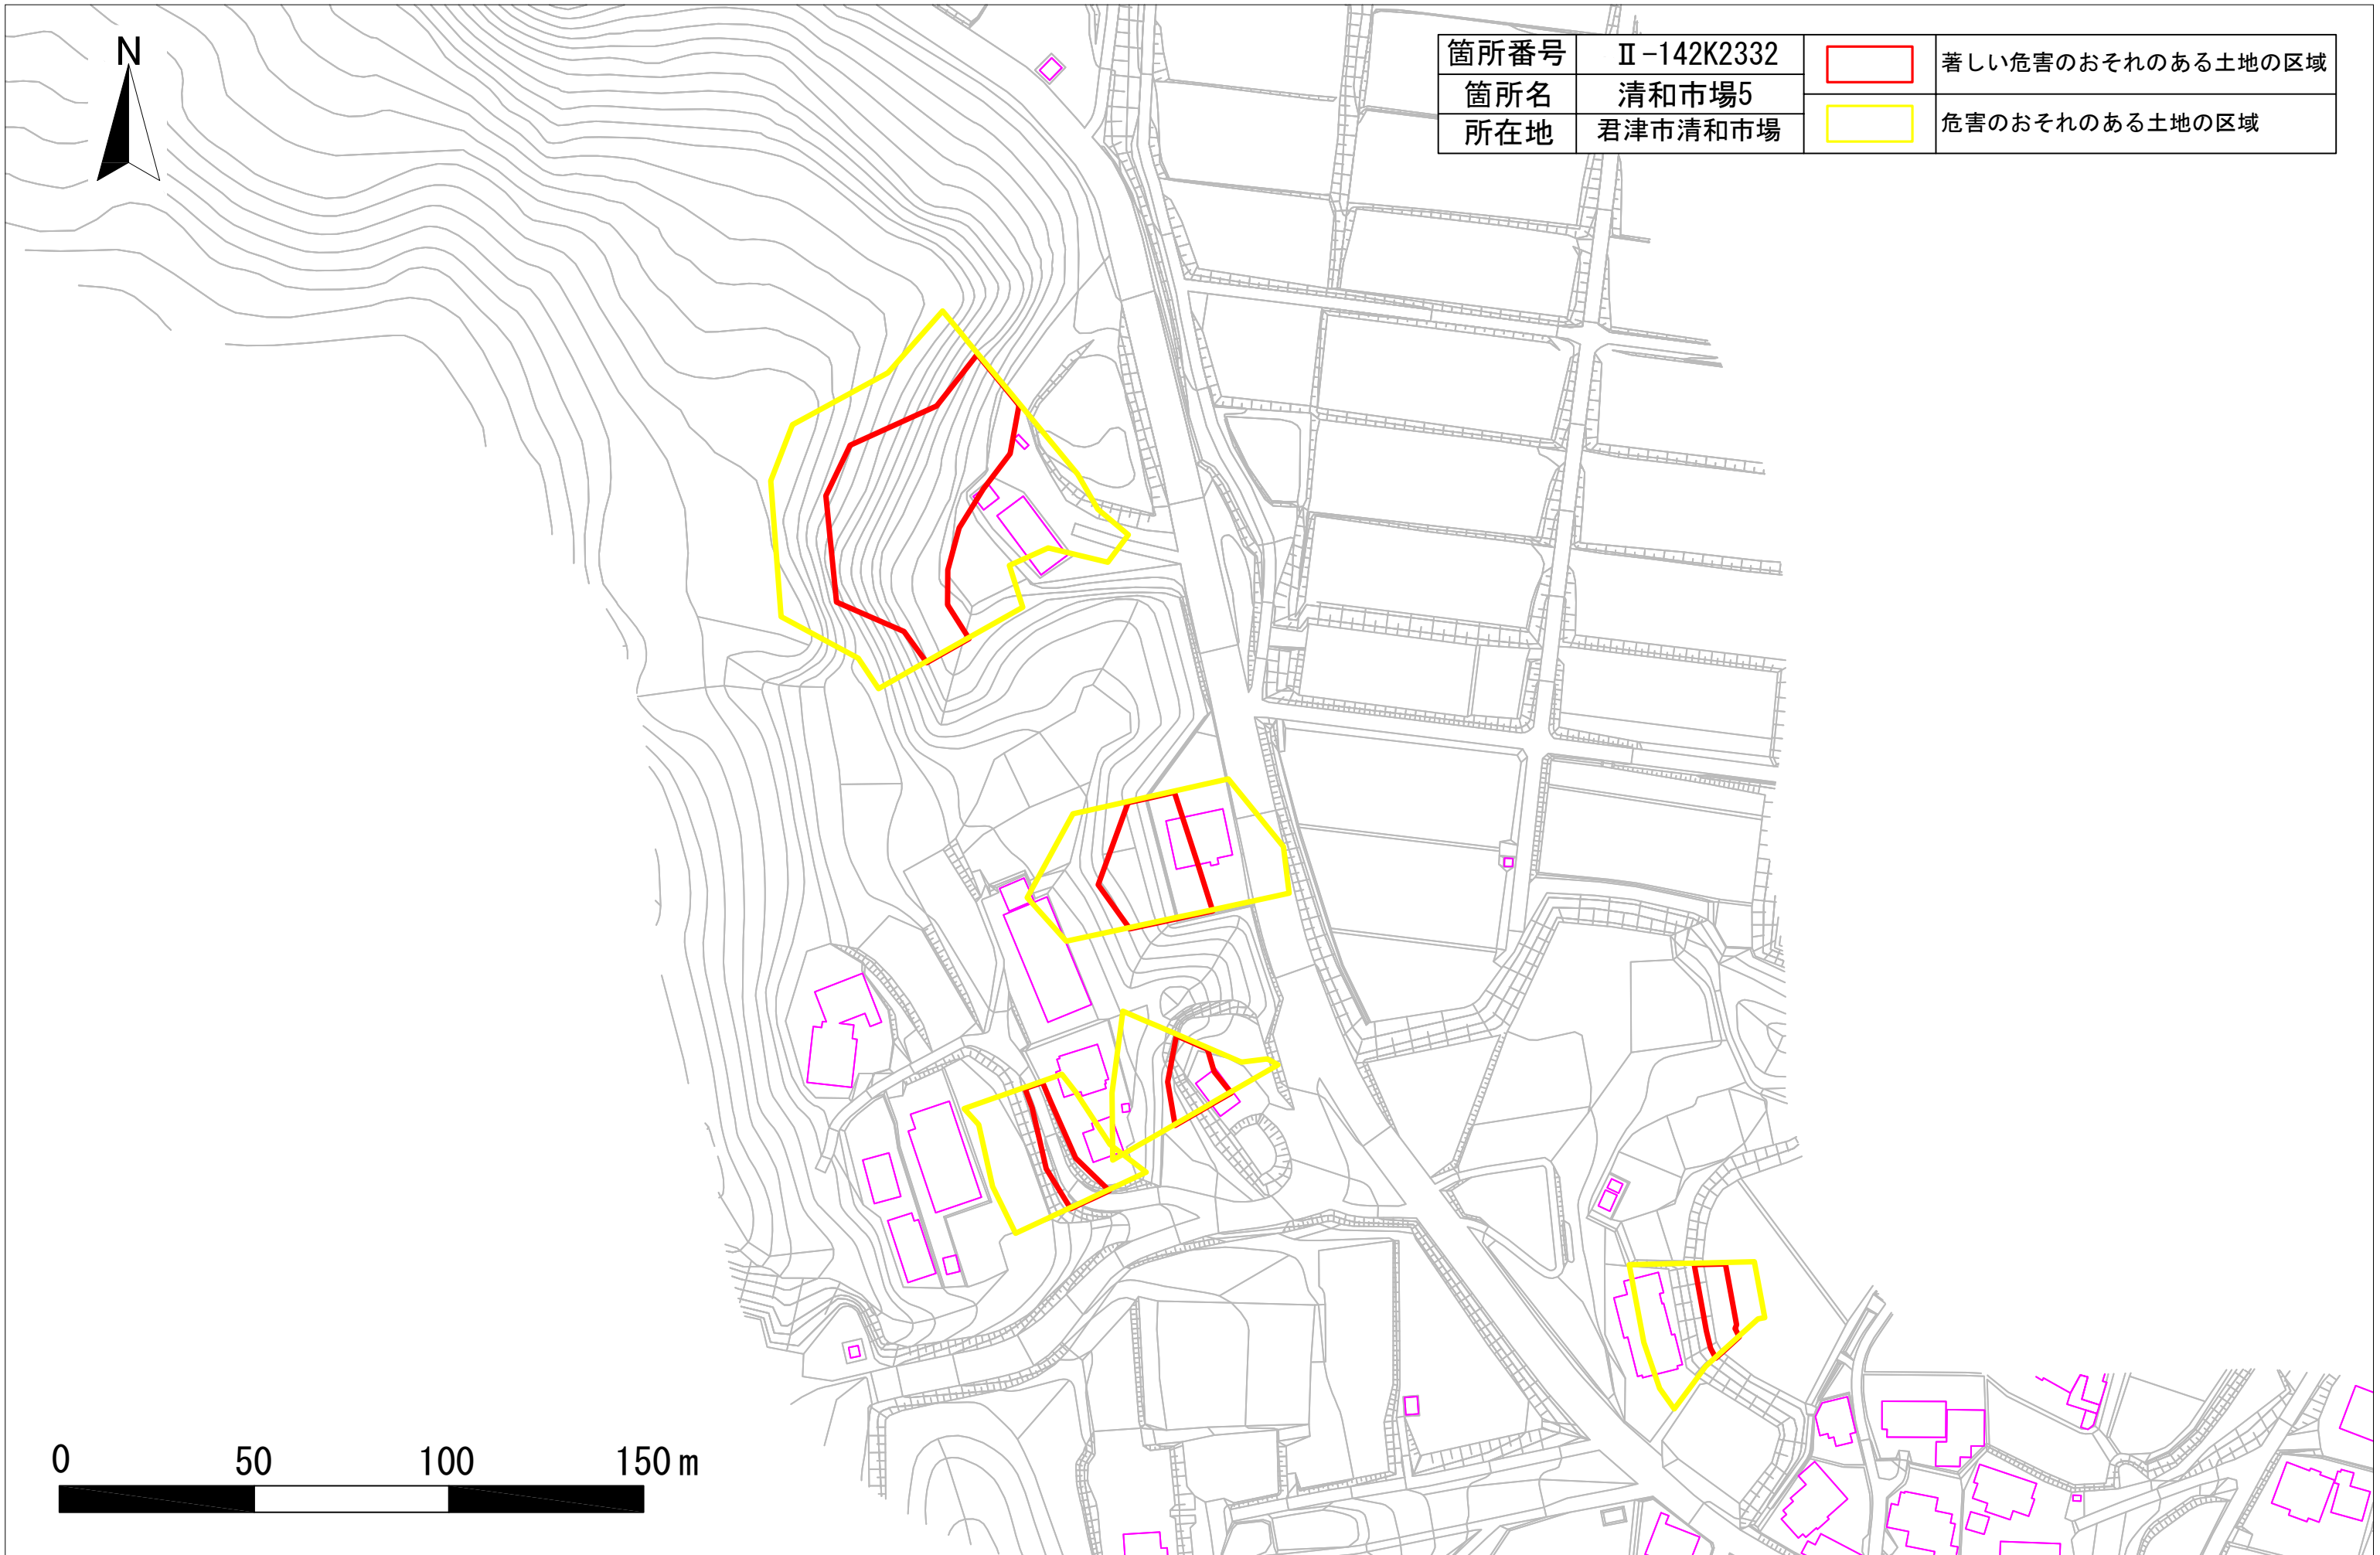 N
箇所番号 Ⅱ-142K2332
箇所名 清和市場5
所在地 君津市清和市場
著しい危害のおそれのある土地の区域
危害のおそれのある土地の区域
0 50 100 150m